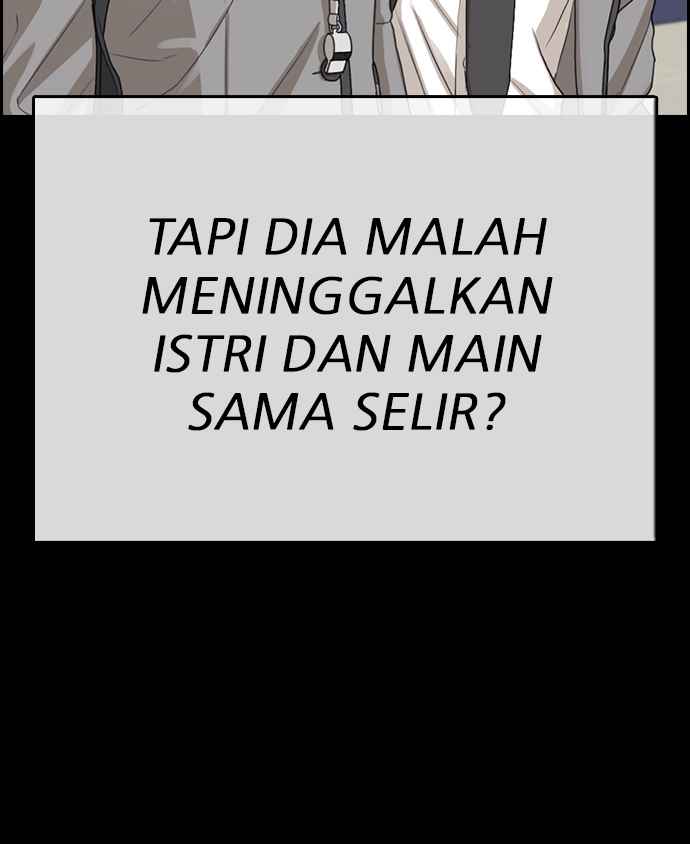 TAPI DIA MALAH
MENINGGALKAN
ISTRI DAN MAIN
SAMA SELIR?